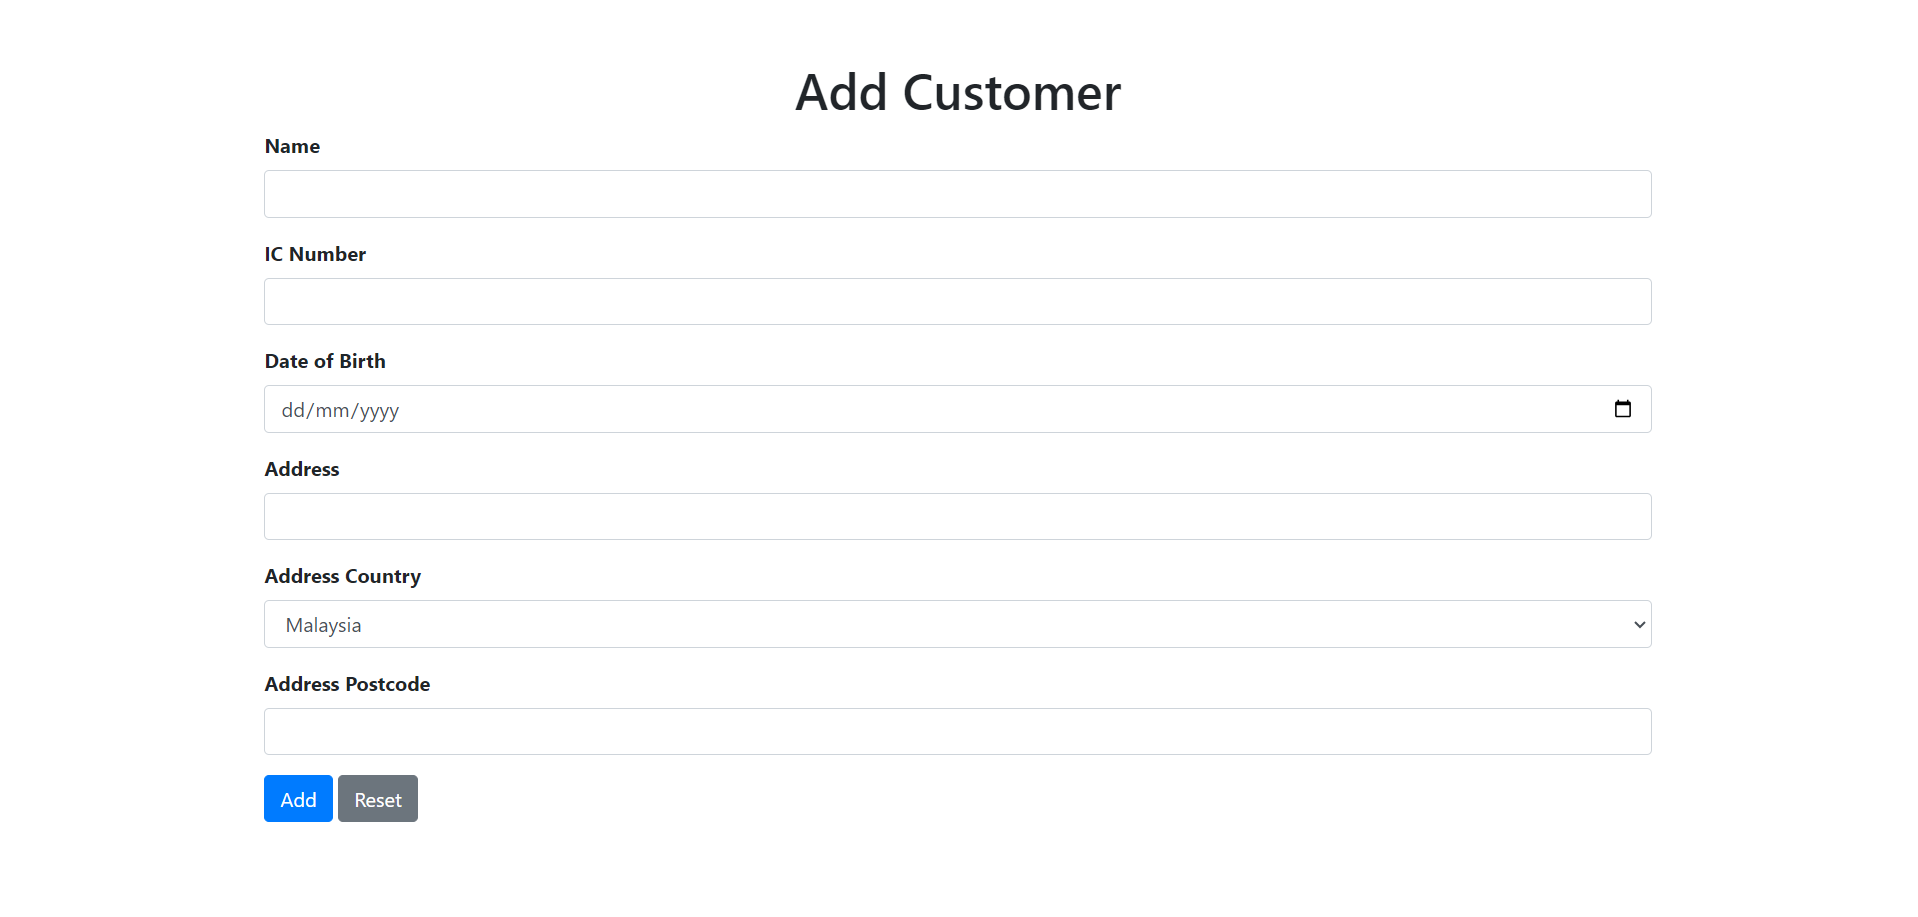 Add Customer
Name
IC Number
Date of Birth
dd/mm/yyyy
Address
Address Country
Malaysia
Address Postcode
Add Reset